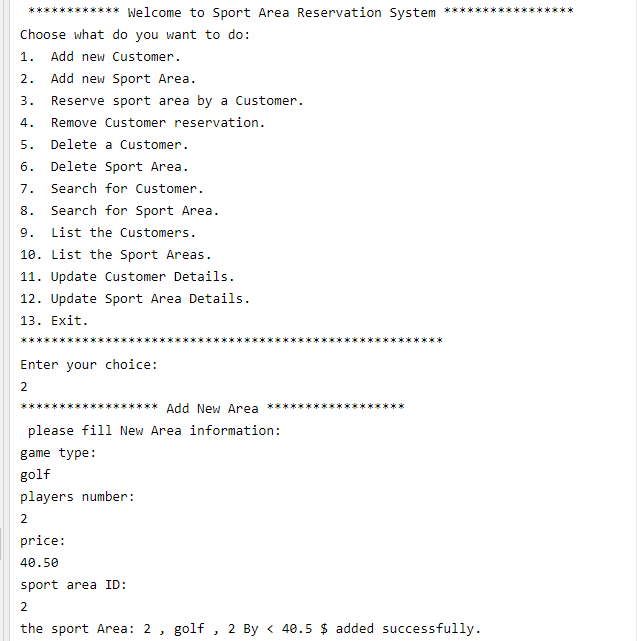 ************ Welcome to Sport Area Reservation System *****************
Choose what do you want to do:
1.  Add new Customer.
2.  Add new Sport Area.
3.  Reserve sport area by a Customer.
4.  Remove Customer reservation.
5.  Delete a Customer.
6.  Delete Sport Area.
7.  Search for Customer.
8.  Search for Sport Area.
9.  List the Customers.
10. List the Sport Areas.
11. Update Customer Details.
12. Update Sport Area Details.
13. Exit.
*******************************************************
Enter your choice:
2
****************** Add New Area ******************
 please fill New Area information:
game type:
golf
players number:
2
price:
40.50
sport area ID:
2
the sport Area: 2 , golf , 2 By < 40.5 $ added successfully.